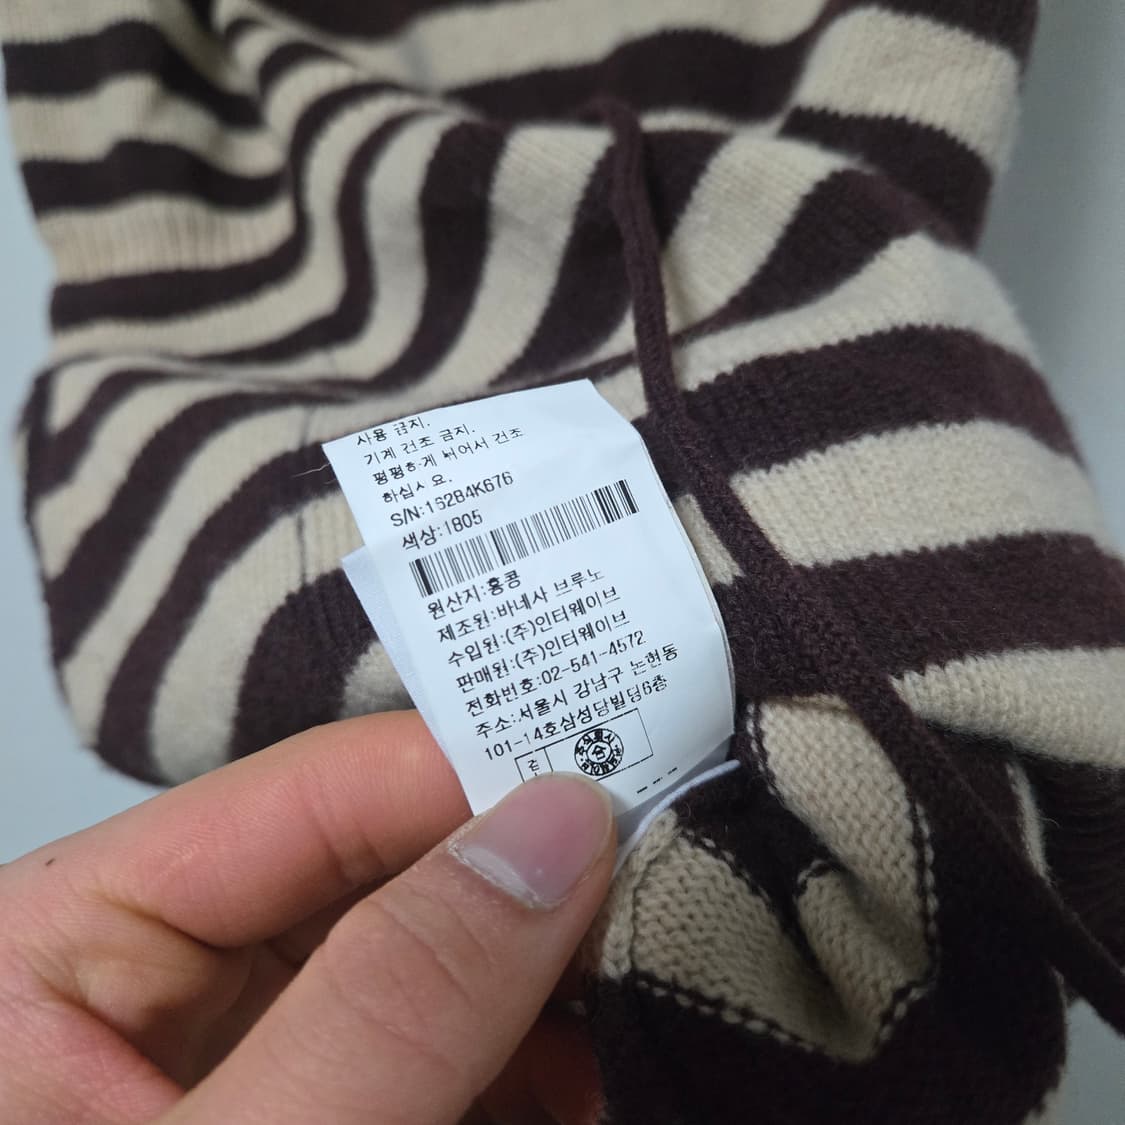 사용 금지.
기계 건조 금지.
평평하게 뉘어서 건조
하십시요.
S/N:162B4K676
색상:1805
원산지:홍콩
제조원:바네사 브루노
수입원:(주)인터웨이브
판매원:(주)인터웨이브
전화번호:02-541-4572
주소:서울시 강남구 논현동
101-14호삼성당빌딩6층